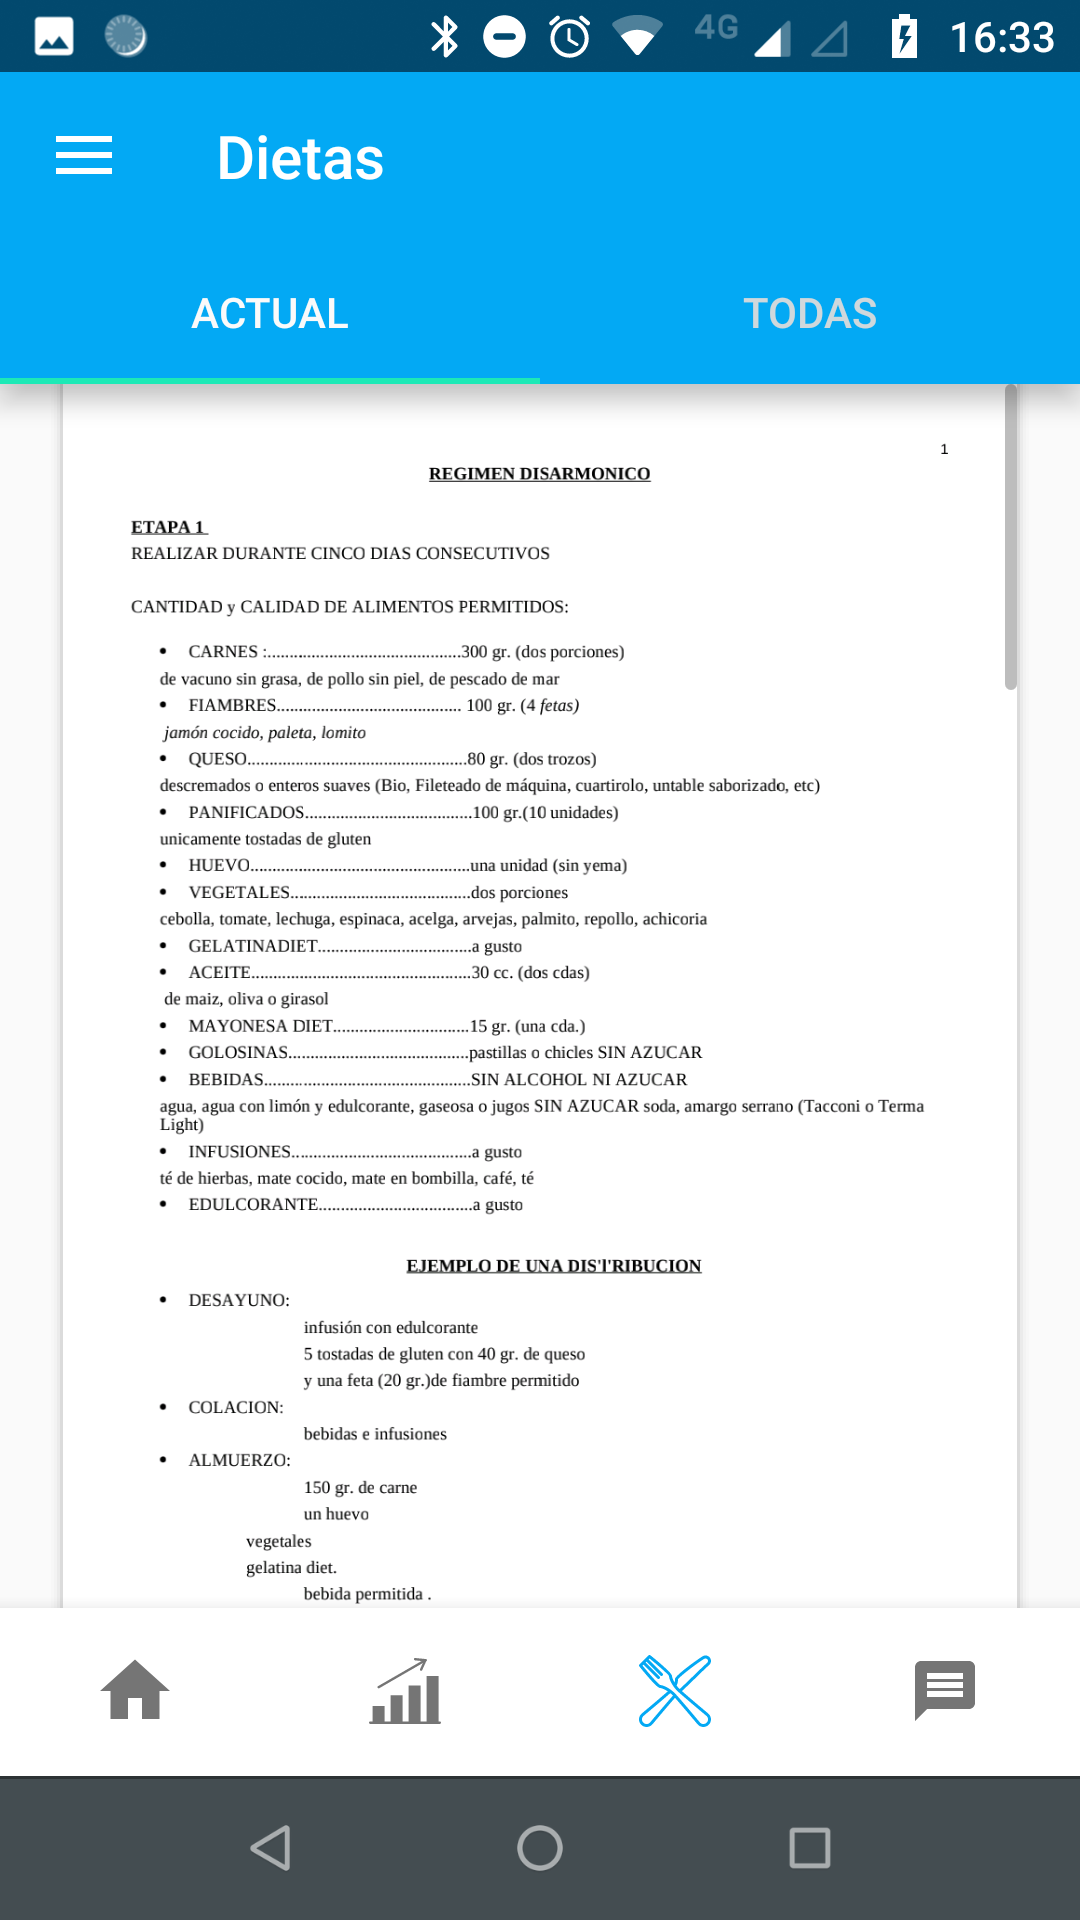 4G 16:33
Dietas
ACTUAL TODAS
1
REGIMEN DISARMONICO
ETAPA 1
REALIZAR DURANTE CINCO DIAS CONSECUTIVOS
CANTIDAD y CALIDAD DE ALIMENTOS PERMITIDOS:
• CARNES :...........................................300 gr. (dos porciones)
de vacuno sin grasa, de pollo sin piel, de pescado de mar
• FIAMBRES......................................... 100 gr. (4 fetas)
jamón cocido, paleta, lomito
• QUESO.................................................80 gr. (dos trozos)
descremados o enteros suaves (Bio, Fileteado de máquina, cuartirolo, untable saborizado, etc)
• PANIFICADOS.....................................100 gr.(10 unidades)
unicamente tostadas de gluten
• HUEVO.................................................una unidad (sin yema)
• VEGETALES........................................dos porciones
cebolla, tomate, lechuga, espinaca, acelga, arvejas, palmito, repollo, achicoria
• GELATINADIET..................................a gusto
• ACEITE.................................................30 cc. (dos cdas)
de maiz, oliva o girasol
• MAYONESA DIET..............................15 gr. (una cda.)
• GOLOSINAS........................................pastillas o chicles SIN AZUCAR
• BEBIDAS..............................................SIN ALCOHOL NI AZUCAR
agua, agua con limón y edulcorante, gaseosa o jugos SIN AZUCAR soda, amargo serrano (Tacconi o Terma
Light)
• INFUSIONES........................................a gusto
té de hierbas, mate cocido, mate en bombilla, café, té
• EDULCORANTE..................................a gusto
EJEMPLO DE UNA DIS'l'RIBUCION
• DESAYUNO:
infusión con edulcorante
5 tostadas de gluten con 40 gr. de queso
y una feta (20 gr.)de fiambre permitido
• COLACION:
bebidas e infusiones
• ALMUERZO:
150 gr. de carne
un huevo
vegetales
gelatina diet.
bebida permitida .